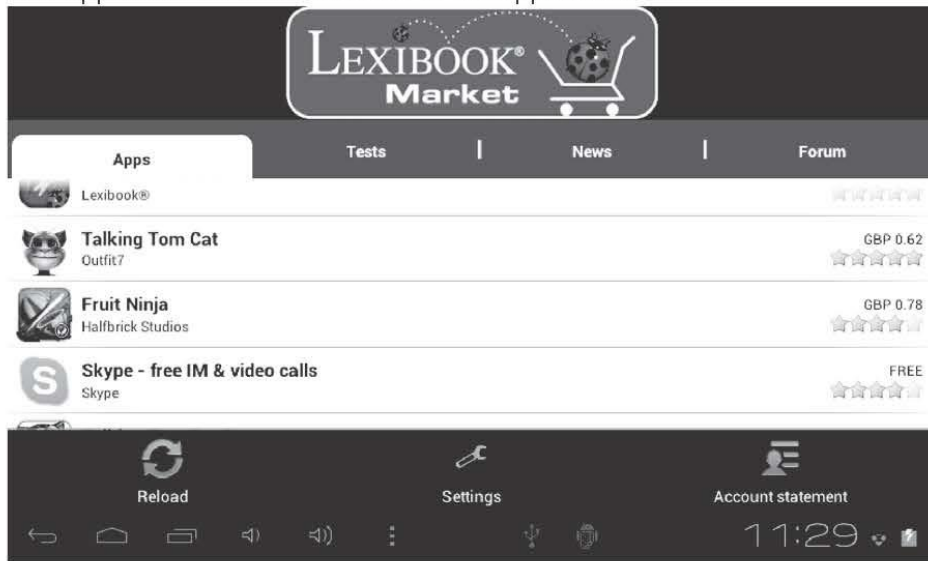 LEXIBOOK®
Market
Apps
Tests
News
Forum
Lexibook®
Talking Tom Cat
Outfit7
GBP 0.62
Fruit Ninja
Halfbrick Studios
GBP 0.78
Skype - free IM & video calls
Skype
FREE
Reload
Settings
Account statement
11:29